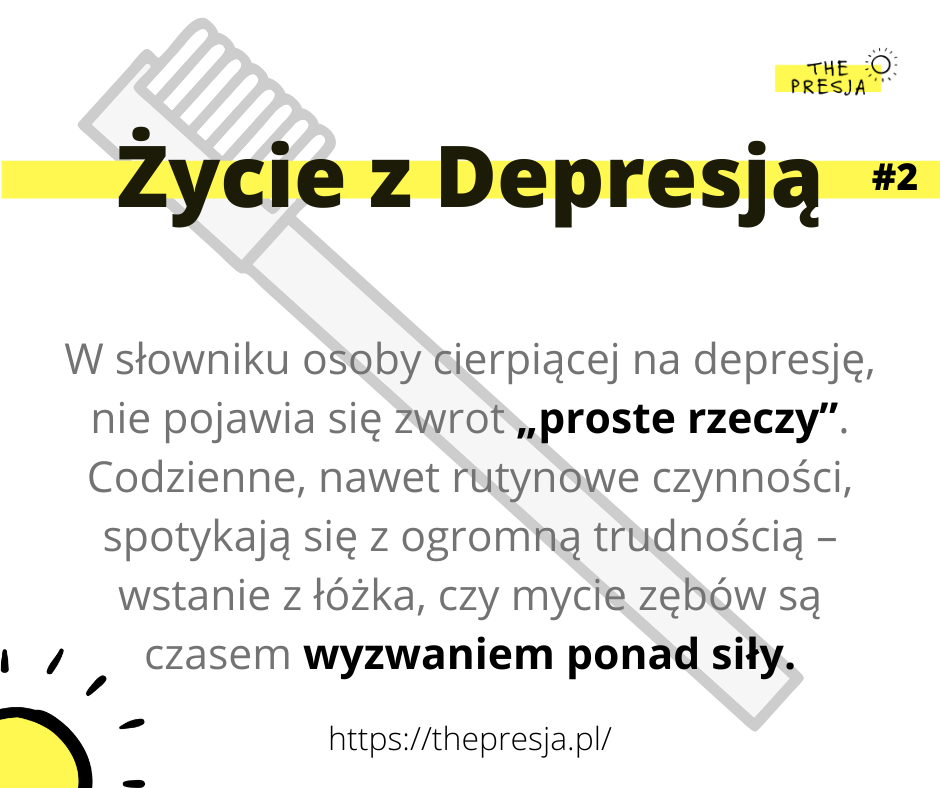 THE
PRESJA
Życie z Depresją #2
W słowniku osoby cierpiącej na depresję,
nie pojawia się zwrot „proste rzeczy”.
Codzienne, nawet rutynowe czynności,
spotykają się z ogromną trudnością –
wstanie z łóżka, czy mycie zębów są
czasem wyzwaniem ponad siły.
https://thepresja.pl/